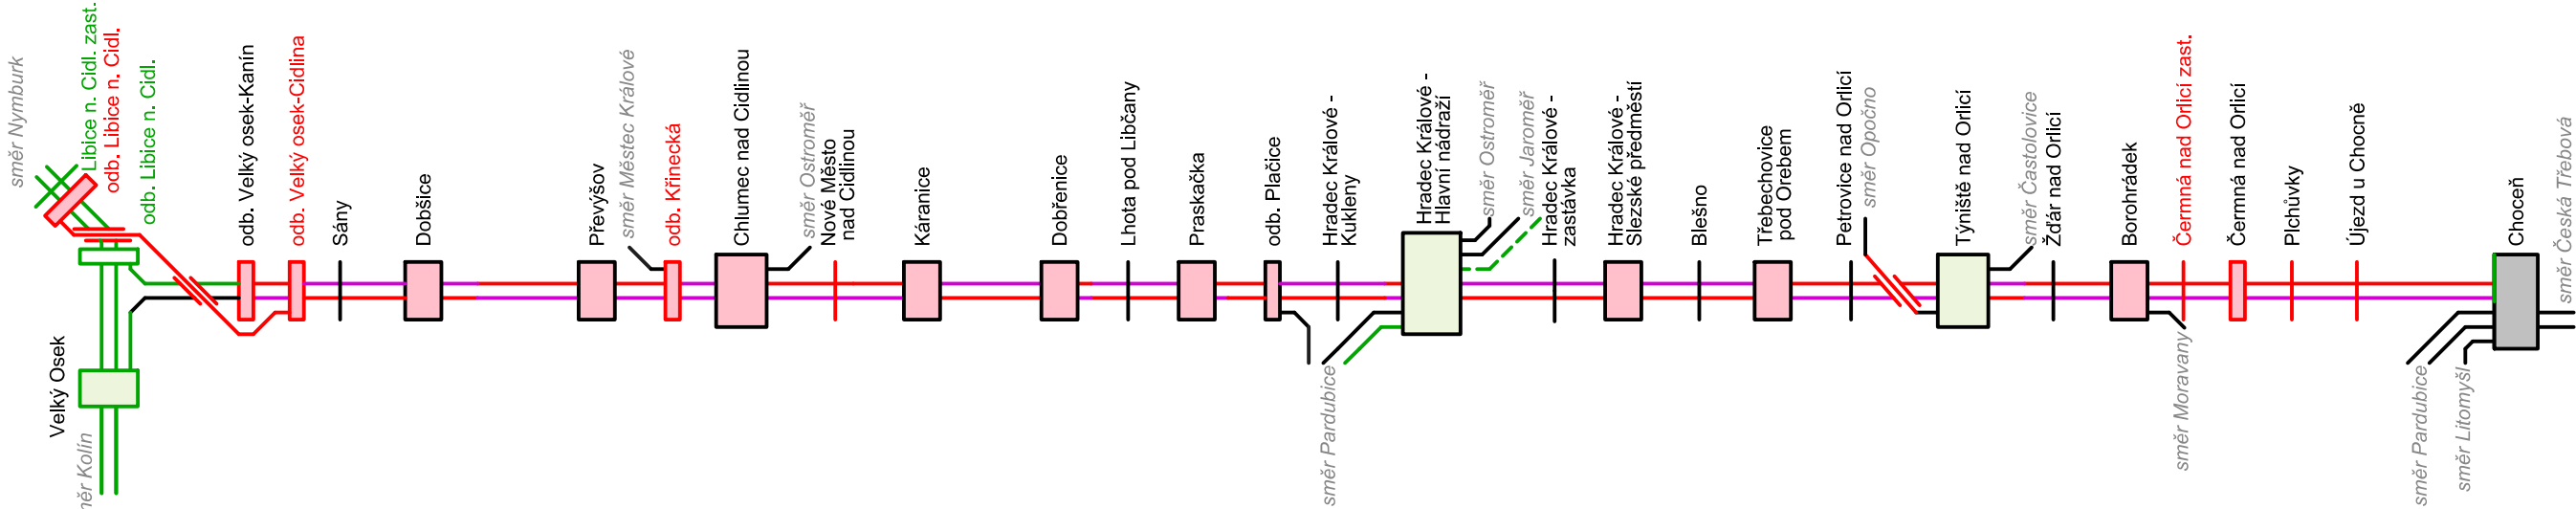 směr Nymburk
Libice n. Cidl. zast.
odb. Libice n. Cidl.
odb. Libice n. Cidl.
Velký Osek
směr Kolín
odb. Velký osek-Kanín
odb. Velký osek-Cidlina
Sány
Dobšice
Převýšov
směr Městec Králové
odb. Křinecká
Chlumec nad Cidlinou
směr Ostroměř
Nové Město
nad Cidlinou
Káranice
Dobřenice
Lhota pod Libčany
Praskačka
odb. Plačice
Hradec Králové -
Kukleny
směr Pardubice
Hradec Králové -
Hlavní nádraží
směr Ostroměř
směr Jaroměř
Hradec Králové -
zastávka
Hradec Králové -
Slezské předměstí
Blešno
Třebechovice
pod Orebem
Petrovice nad Orlicí
směr Opočno
Týniště nad Orlicí
směr Častolovice
Žďár nad Orlicí
Borohrádek
směr Moravany
Čermná nad Orlicí zast.
Čermná nad Orlicí
Plchůvky
Újezd u Chocně
směr Pardubice
směr Litomyšl
Choceň
směr Česká Třebová